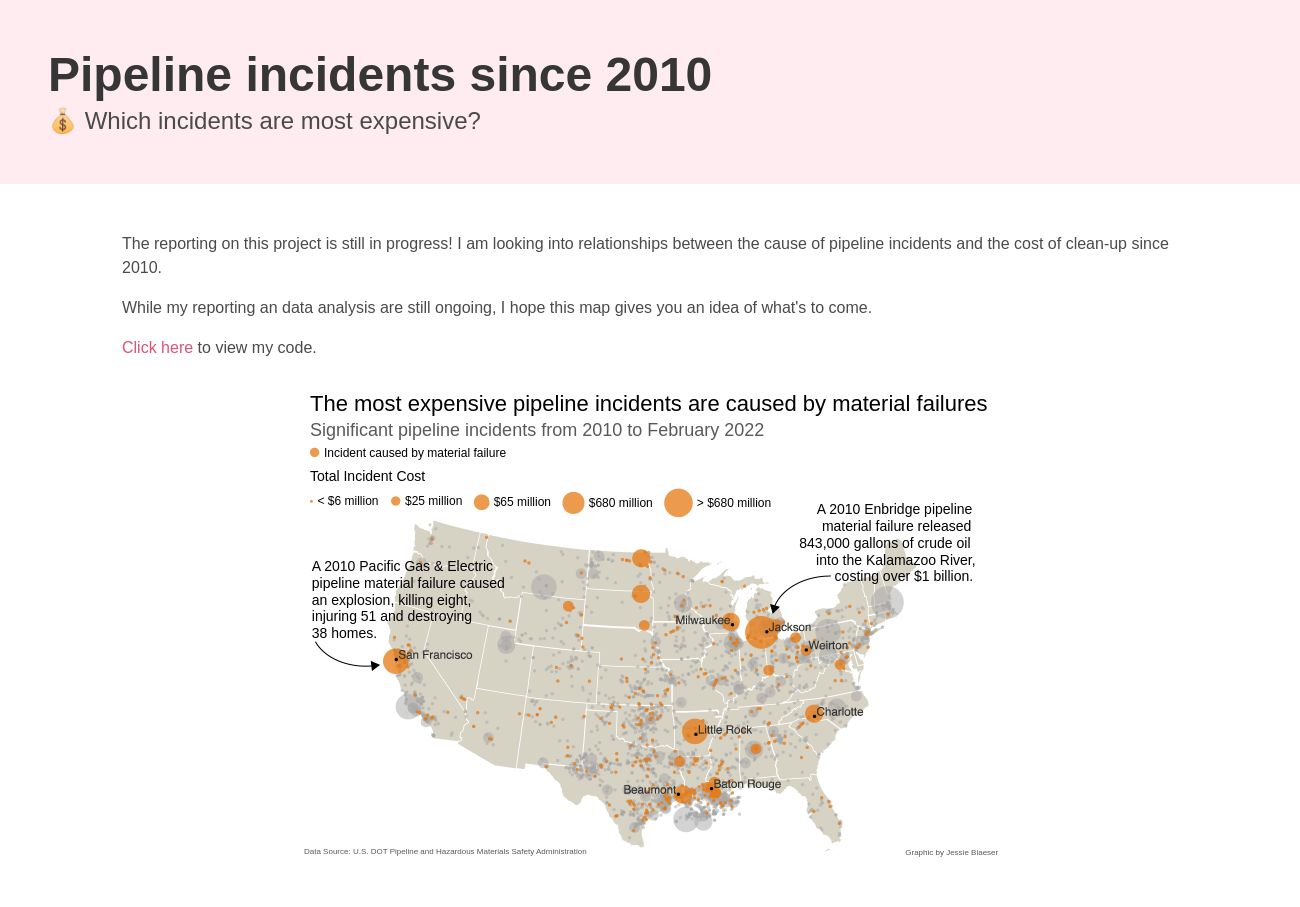 Pipeline incidents since 2010
💰 Which incidents are most expensive?
The reporting on this project is still in progress! I am looking into relationships between the cause of pipeline incidents and the cost of clean-up since
2010.
While my reporting an data analysis are still ongoing, I hope this map gives you an idea of what's to come.
Click here to view my code.
The most expensive pipeline incidents are caused by material failures
Significant pipeline incidents from 2010 to February 2022
Incident caused by material failure
Total Incident Cost
< $6 million $25 million $65 million $680 million > $680 million
A 2010 Enbridge pipeline
material failure released
843,000 gallons of crude oil
into the Kalamazoo River,
costing over $1 billion.
A 2010 Pacific Gas & Electric
pipeline material failure caused
an explosion, killing eight,
injuring 51 and destroying
38 homes.
Milwaukee
Jackson
Weirton
San Francisco
Charlotte
Little Rock
Baton Rouge
Beaumont
Data Source: U.S. DOT Pipeline and Hazardous Materials Safety Administration
Graphic by Jessie Blaeser